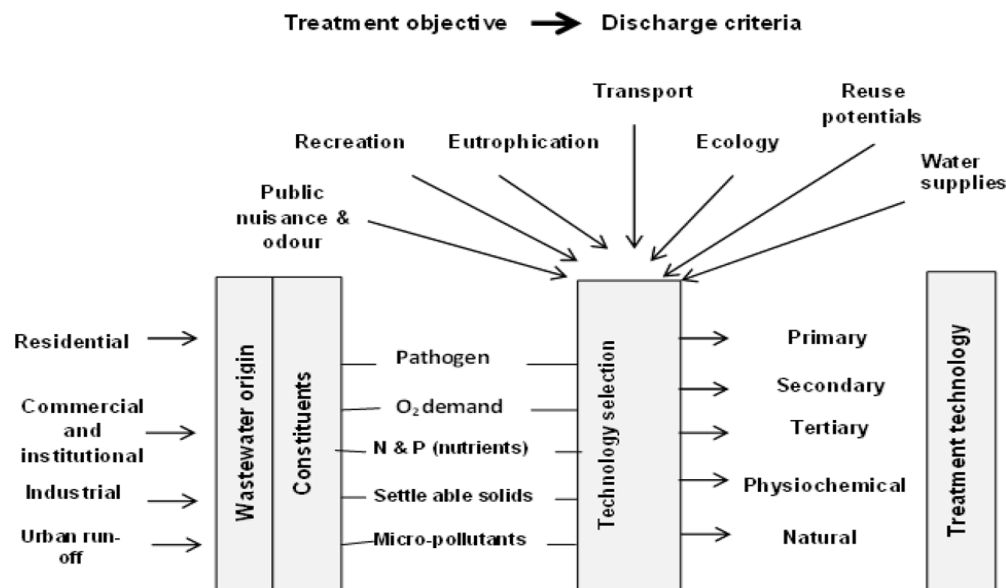 Treatment objective Discharge criteria
Transport
Reuse
potentials
Recreation
Eutrophication
Ecology
Water
supplies
Public
nuisance &
odour
Residential
Commercial
and
institutional
Industrial
Urban run-
off
Wastewater origin
Constituents
Pathogen
O₂ demand
N & P (nutrients)
Settle able solids
Micro-pollutants
Technology selection
Primary
Secondary
Tertiary
Physiochemical
Natural
Treatment technology